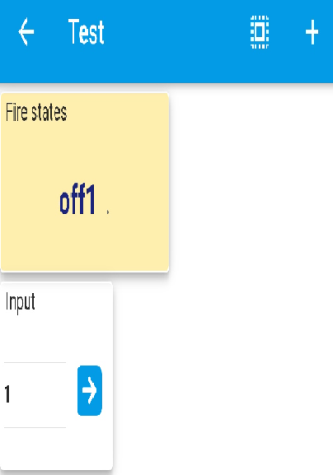 Test
Fire states
off1 .
Input
1